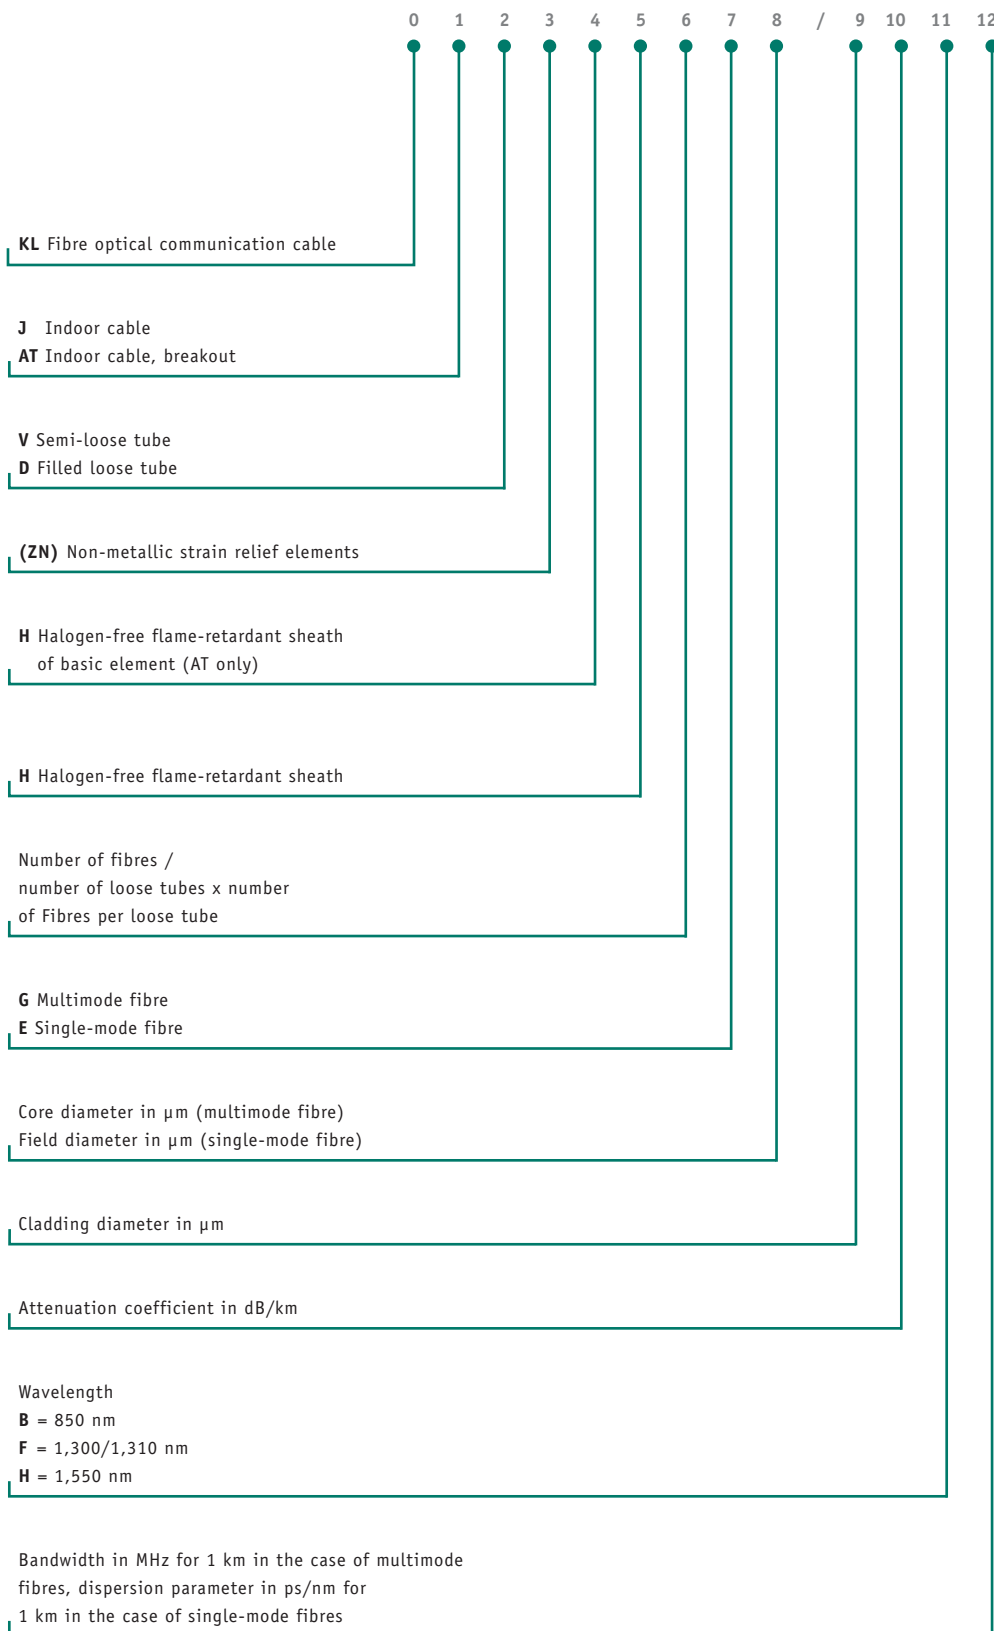 0 1 2 3 4 5 6 7 8 / 9 10 11 12
KL Fibre optical communication cable
J Indoor cable
AT Indoor cable, breakout
V Semi-loose tube
D Filled loose tube
(ZN) Non-metallic strain relief elements
H Halogen-free flame-retardant sheath
of basic element (AT only)
H Halogen-free flame-retardant sheath
Number of fibres /
number of loose tubes x number
of Fibres per loose tube
G Multimode fibre
E Single-mode fibre
Core diameter in µm (multimode fibre)
Field diameter in µm (single-mode fibre)
Cladding diameter in µm
Attenuation coefficient in dB/km
Wavelength
B = 850 nm
F = 1,300/1,310 nm
H = 1,550 nm
Bandwidth in MHz for 1 km in the case of multimode
fibres, dispersion parameter in ps/nm for
1 km in the case of single-mode fibres